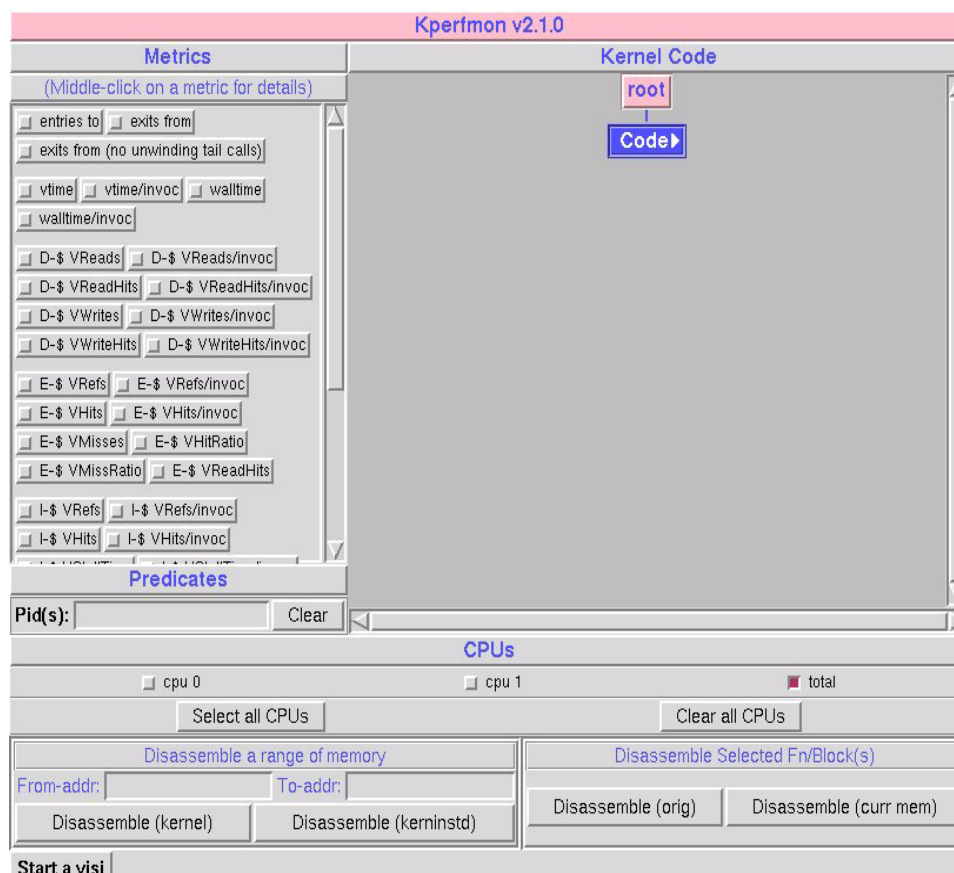 Kperfmon v2.1.0
Metrics
(Middle-click on a metric for details)
entries to exits from
exits from (no unwinding tail calls)
vtime vtime/invoc walltime
walltime/invoc
D-$ VReads D-$ VReads/invoc
D-$ VReadHits D-$ VReadHits/invoc
D-$ VWrites D-$ VWrites/invoc
D-$ VWriteHits D-$ VWriteHits/invoc
E-$ VRefs E-$ VRefs/invoc
E-$ VHits E-$ VHits/invoc
E-$ VMisses E-$ VHitRatio
E-$ VMissRatio E-$ VReadHits
I-$ VRefs I-$ VRefs/invoc
I-$ VHits I-$ VHits/invoc
Kernel Code
root
Code
Predicates
Pid(s): Clear
CPUs
cpu 0 cpu 1 total
Select all CPUs Clear all CPUs
Disassemble a range of memory
From-addr: To-addr:
Disassemble (kernel) Disassemble (kerninstd)
Disassemble Selected Fn/Block(s)
Disassemble (orig) Disassemble (curr mem)
Start a visi